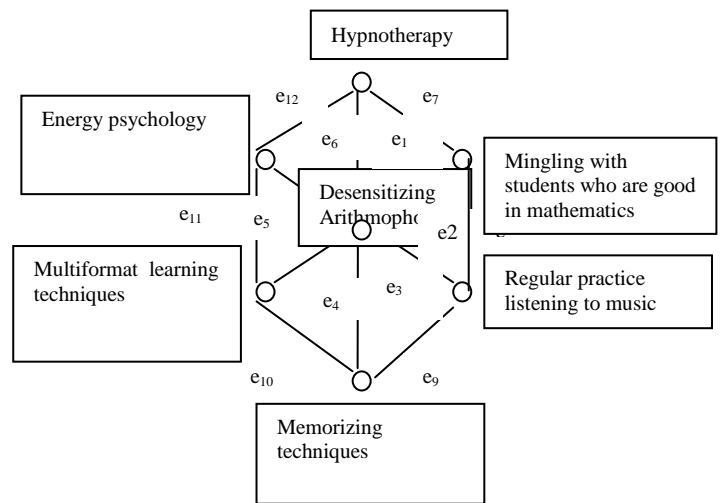 Hypnotherapy
e12
e7
Energy psychology
e6
e1
Mingling with
students who are good
in mathematics
Desensitizing
e11
e5
e2
Multiformat learning
techniques
Regular practice
listening to music
e4
e3
e10
e9
Memorizing
techniques